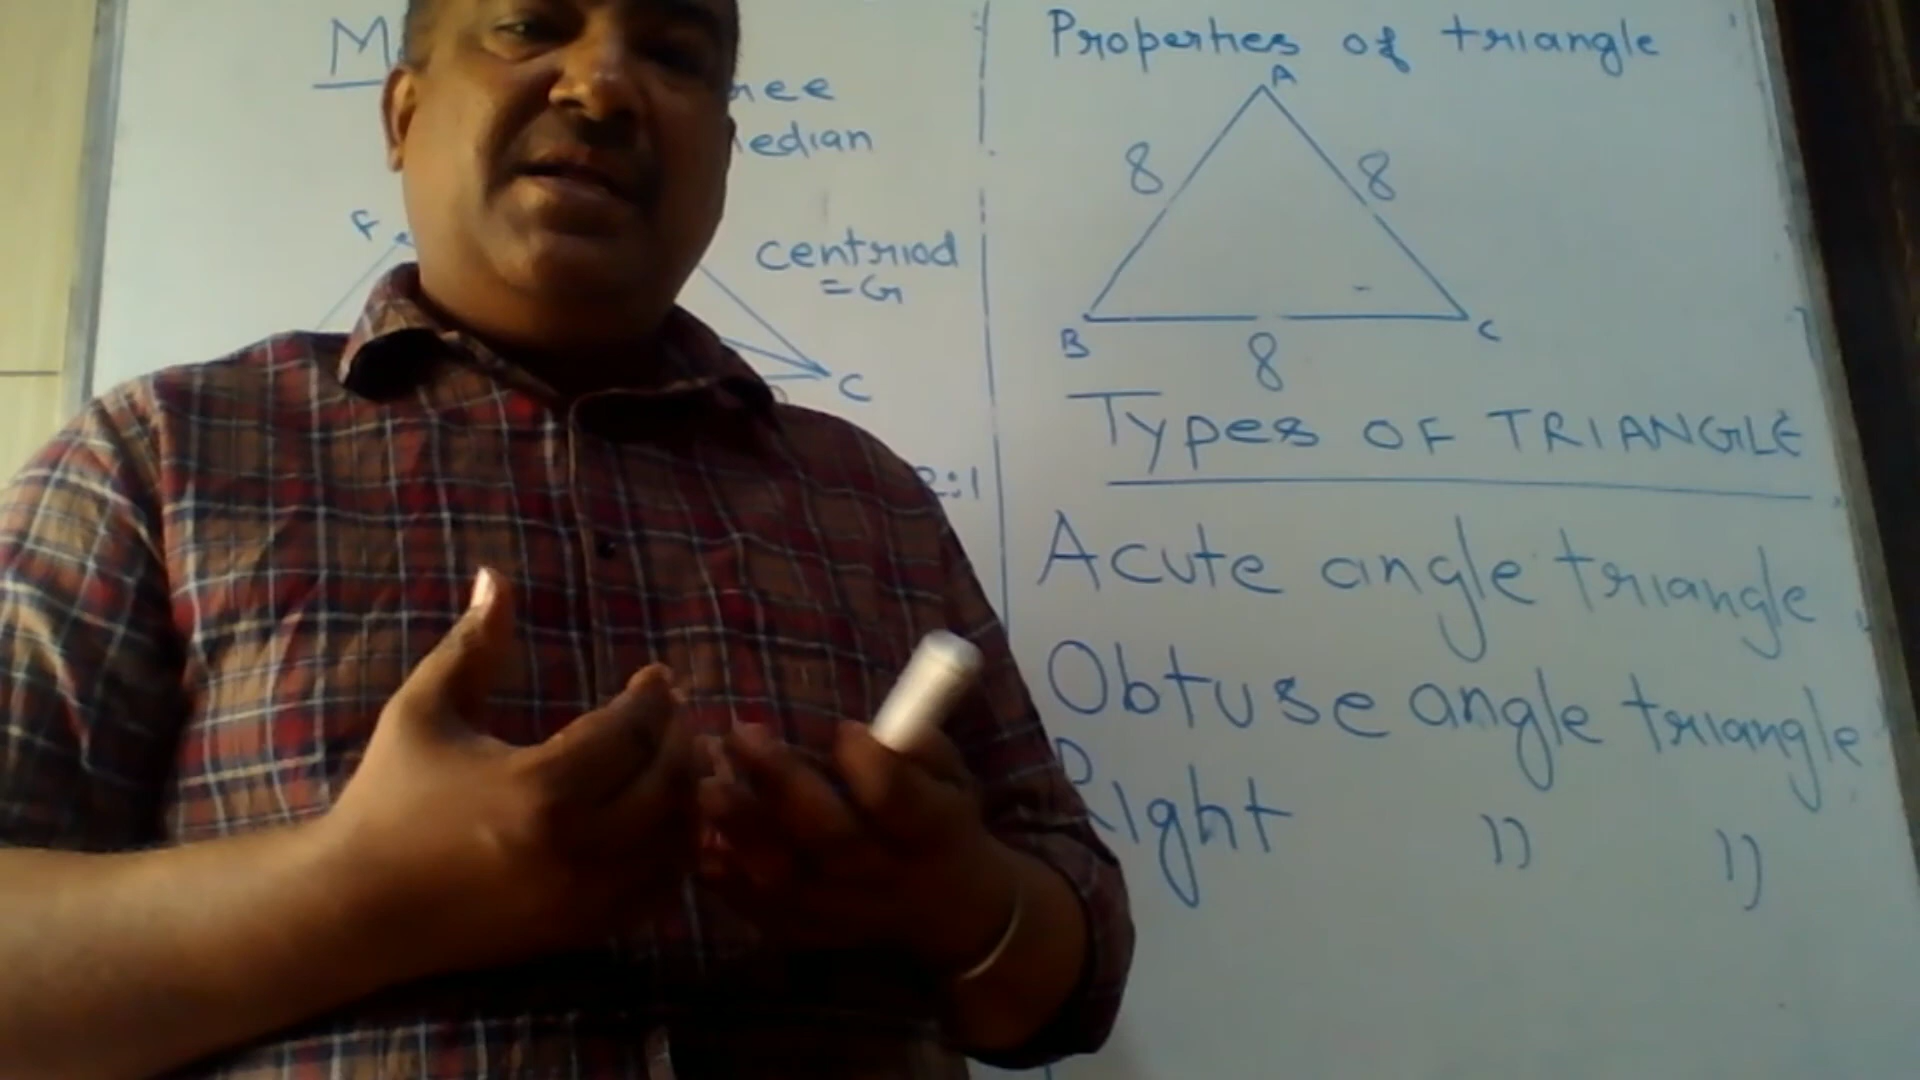 edian
F
centriod
= G
C
2:1
Properties of triangle
A
8 8
B C
8
Types OF TRIANGLE
Acute angle triangle
Obtuse angle triangle
Right " "